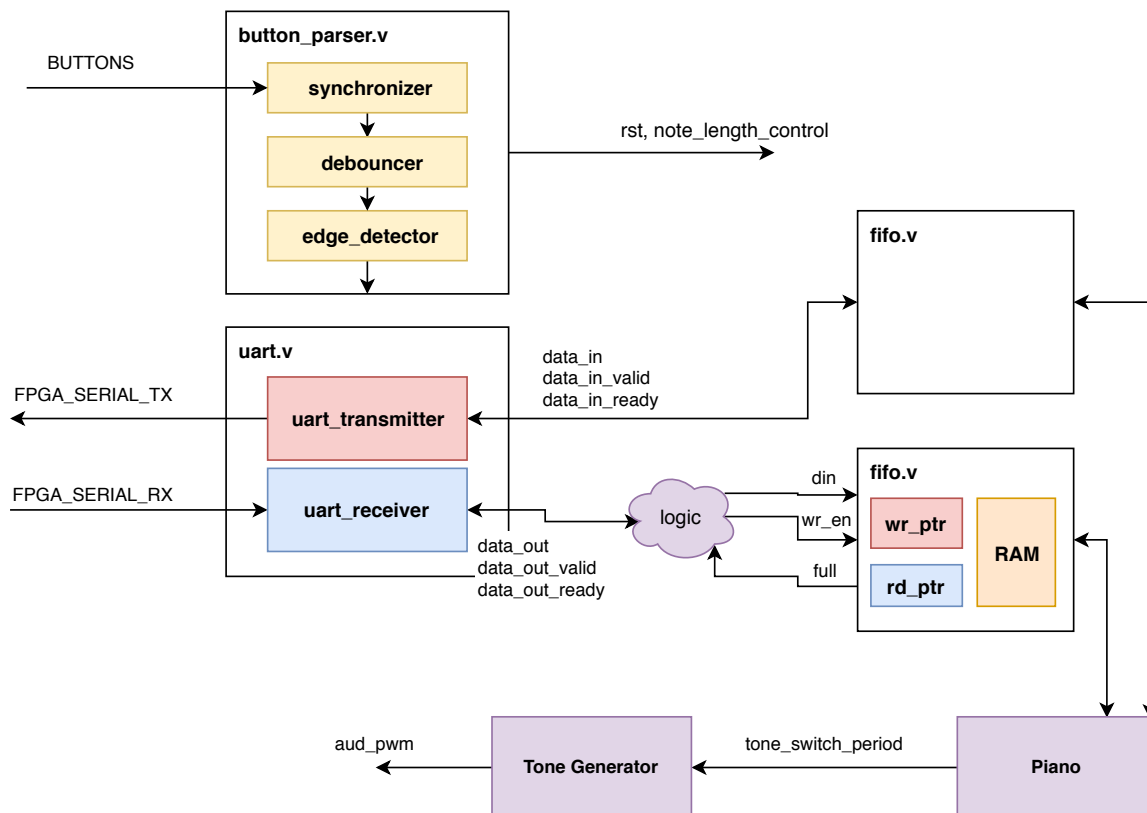 button_parser.v
BUTTONS
synchronizer
debouncer
edge_detector
rst, note_length_control
fifo.v
uart.v
FPGA_SERIAL_TX
uart_transmitter
data_in
data_in_valid
data_in_ready
FPGA_SERIAL_RX
uart_receiver
data_out
data_out_valid
data_out_ready
logic
din
wr_en
full
fifo.v
wr_ptr
rd_ptr
RAM
aud_pwm
Tone Generator
tone_switch_period
Piano